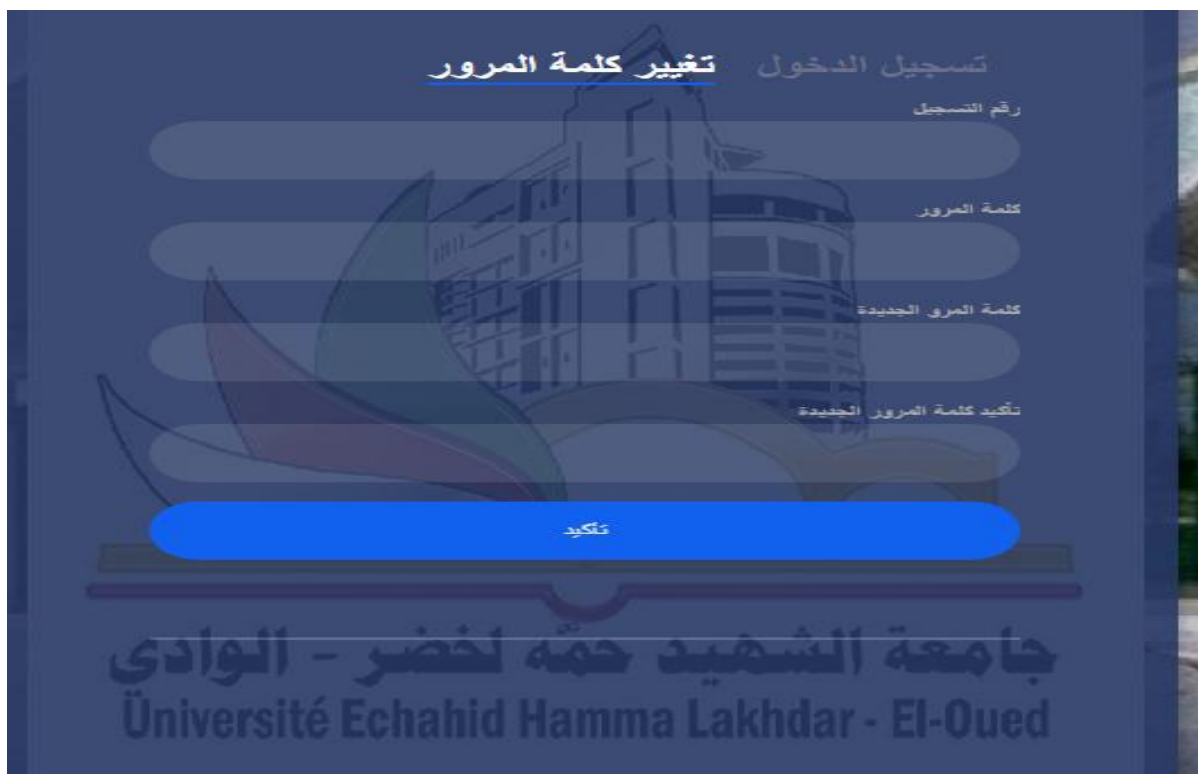 تسجيل الدخول تغيير كلمة المرور
رقم التسجيل
كلمة المرور
كلمة المرو الجديدة
تأكيد كلمة المرور الجديدة
تأكيد
جامعة الشهيد حمّه لخضر - الوادي
Üniversité Echahid Hamma Lakhdar - El-Oued